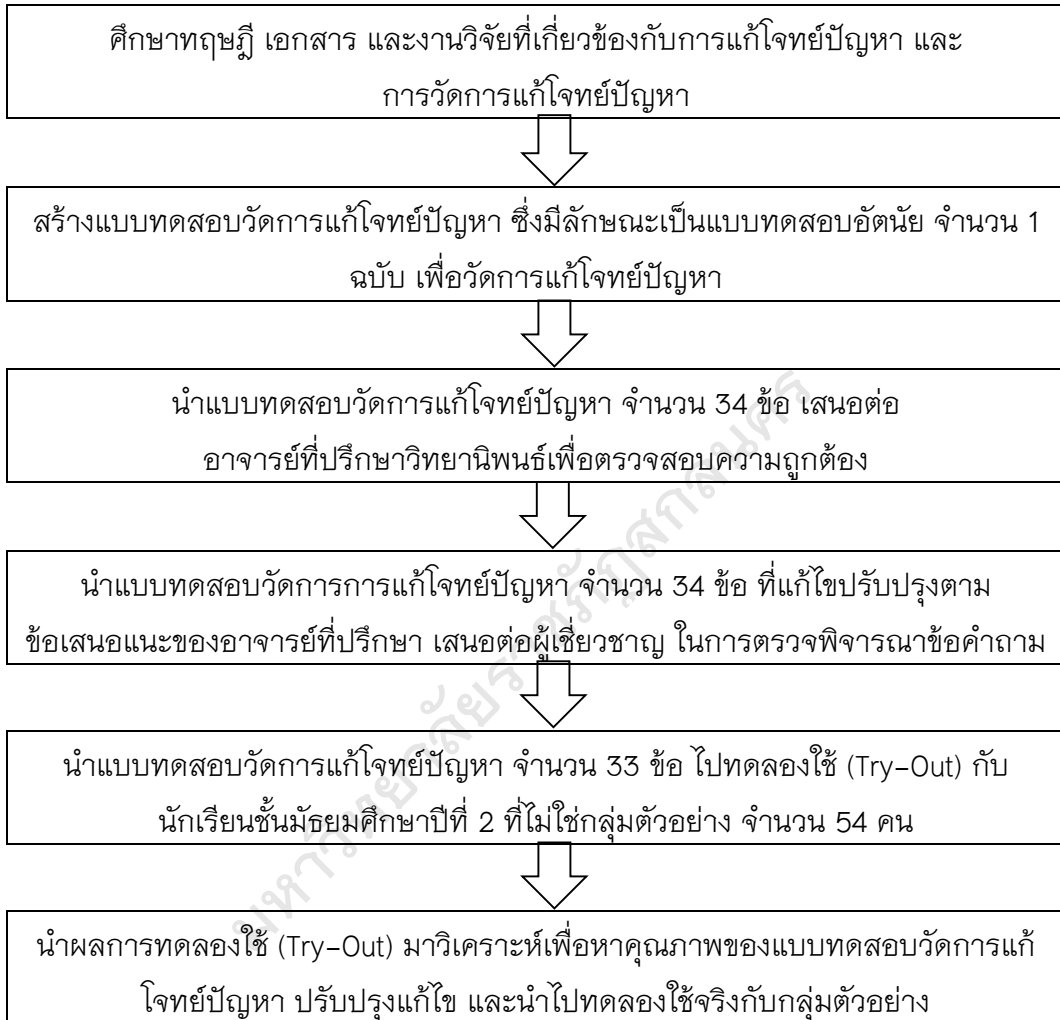 ศึกษาทฤษฎี เอกสาร และงานวิจัยที่เกี่ยวข้องกับการแก้โจทย์ปัญหา และ
การวัดการแก้โจทย์ปัญหา
สร้างแบบทดสอบวัดการแก้โจทย์ปัญหา ซึ่งมีลักษณะเป็นแบบทดสอบอัตนัย จำนวน 1
ฉบับ เพื่อวัดการแก้โจทย์ปัญหา
นำแบบทดสอบวัดการแก้โจทย์ปัญหา จำนวน 34 ข้อ เสนอต่อ
อาจารย์ที่ปรึกษาวิทยานิพนธ์เพื่อตรวจสอบความถูกต้อง
นำแบบทดสอบวัดการการแก้โจทย์ปัญหา จำนวน 34 ข้อ ที่แก้ไขปรับปรุงตาม
ข้อเสนอแนะของอาจารย์ที่ปรึกษา เสนอต่อผู้เชี่ยวชาญ ในการตรวจพิจารณาข้อคำถาม
นำแบบทดสอบวัดการแก้โจทย์ปัญหา จำนวน 33 ข้อ ไปทดลองใช้ (Try-Out) กับ
นักเรียนชั้นมัธยมศึกษาปีที่ 2 ที่ไม่ใช่กลุ่มตัวอย่าง จำนวน 54 คน
นำผลการทดลองใช้ (Try-Out) มาวิเคราะห์เพื่อหาคุณภาพของแบบทดสอบวัดการแก้
โจทย์ปัญหา ปรับปรุงแก้ไข และนำไปทดลองใช้จริงกับกลุ่มตัวอย่าง
มหาวิทยาลัยราชภัฏสกลนคร